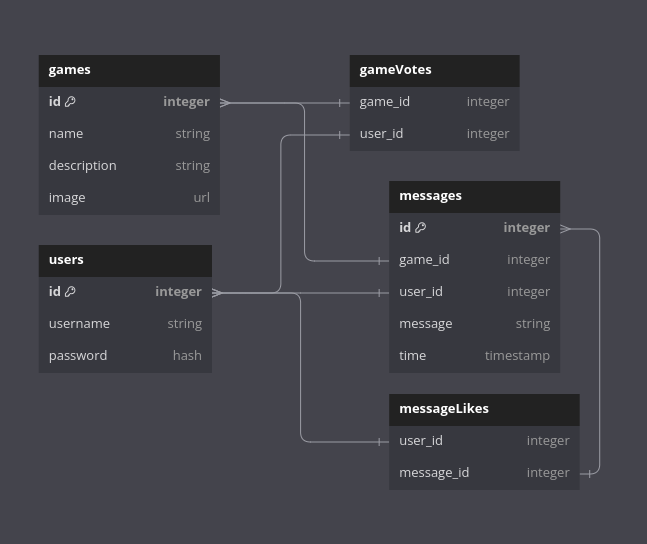 games
id integer
name string
description string
image url
users
id integer
username string
password hash
gameVotes
game_id integer
user_id integer
messages
id integer
game_id integer
user_id integer
message string
time timestamp
messageLikes
user_id integer
message_id integer